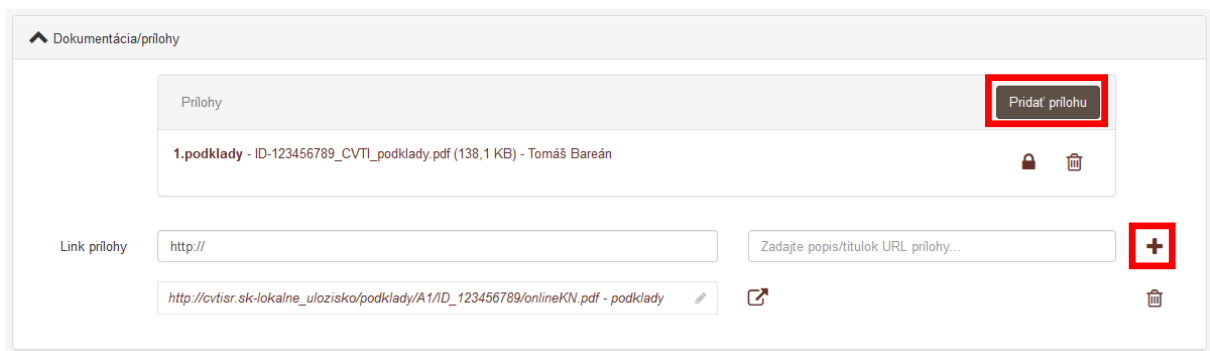 Dokumentácia/prílohy
Prílohy
Pridať prílohu
1.podklady - ID-123456789_CVTI_podklady.pdf (138,1 KB) - Tomáš Bareán
Link prílohy
http://
Zadajte popis/titulok URL prílohy...
http://cvtisr.sk-lokalne_ulozisko/podklady/A1/ID_123456789/onlineKN.pdf - podklady